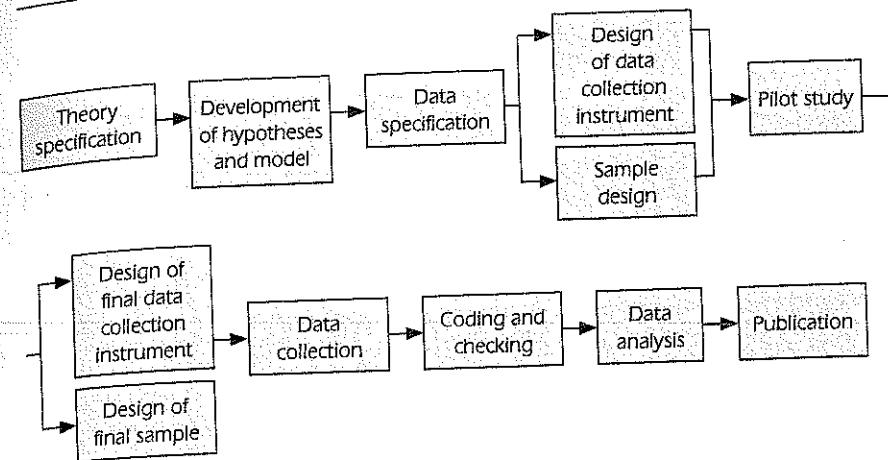 Theory
specification
Development
of hypotheses
and model
Data
specification
Design
of data
collection
instrument
Sample
design
Pilot study
Design of
final data
collection
instrument
Design of
final sample
Data
collection
Coding and
checking
Data
analysis
Publication